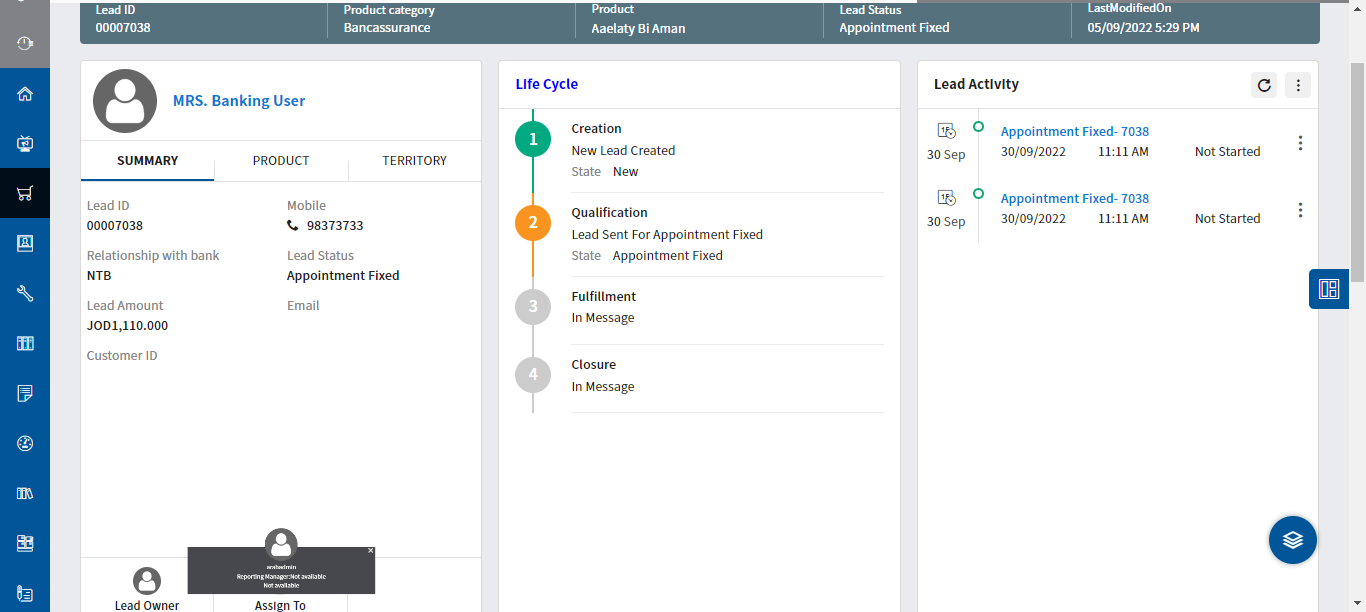 Lead ID
00007038
Product category
Bancassurance
Product
Aaelaty Bi Aman
Lead Status
Appointment Fixed
LastModifiedOn
05/09/2022 5:29 PM
MRS. Banking User
SUMMARY PRODUCT TERRITORY
Lead ID Mobile
00007038 98373733
Relationship with bank Lead Status
NTB Appointment Fixed
Lead Amount Email
JOD1,110.000
Customer ID
arabadmin
Reporting Manager:Not available
Not available
Lead Owner Assign To
Life Cycle
1 Creation
New Lead Created
State New
2 Qualification
Lead Sent For Appointment Fixed
State Appointment Fixed
3 Fulfillment
In Message
4 Closure
In Message
Lead Activity
Appointment Fixed- 7038
30 Sep 30/09/2022 11:11 AM Not Started
Appointment Fixed- 7038
30 Sep 30/09/2022 11:11 AM Not Started